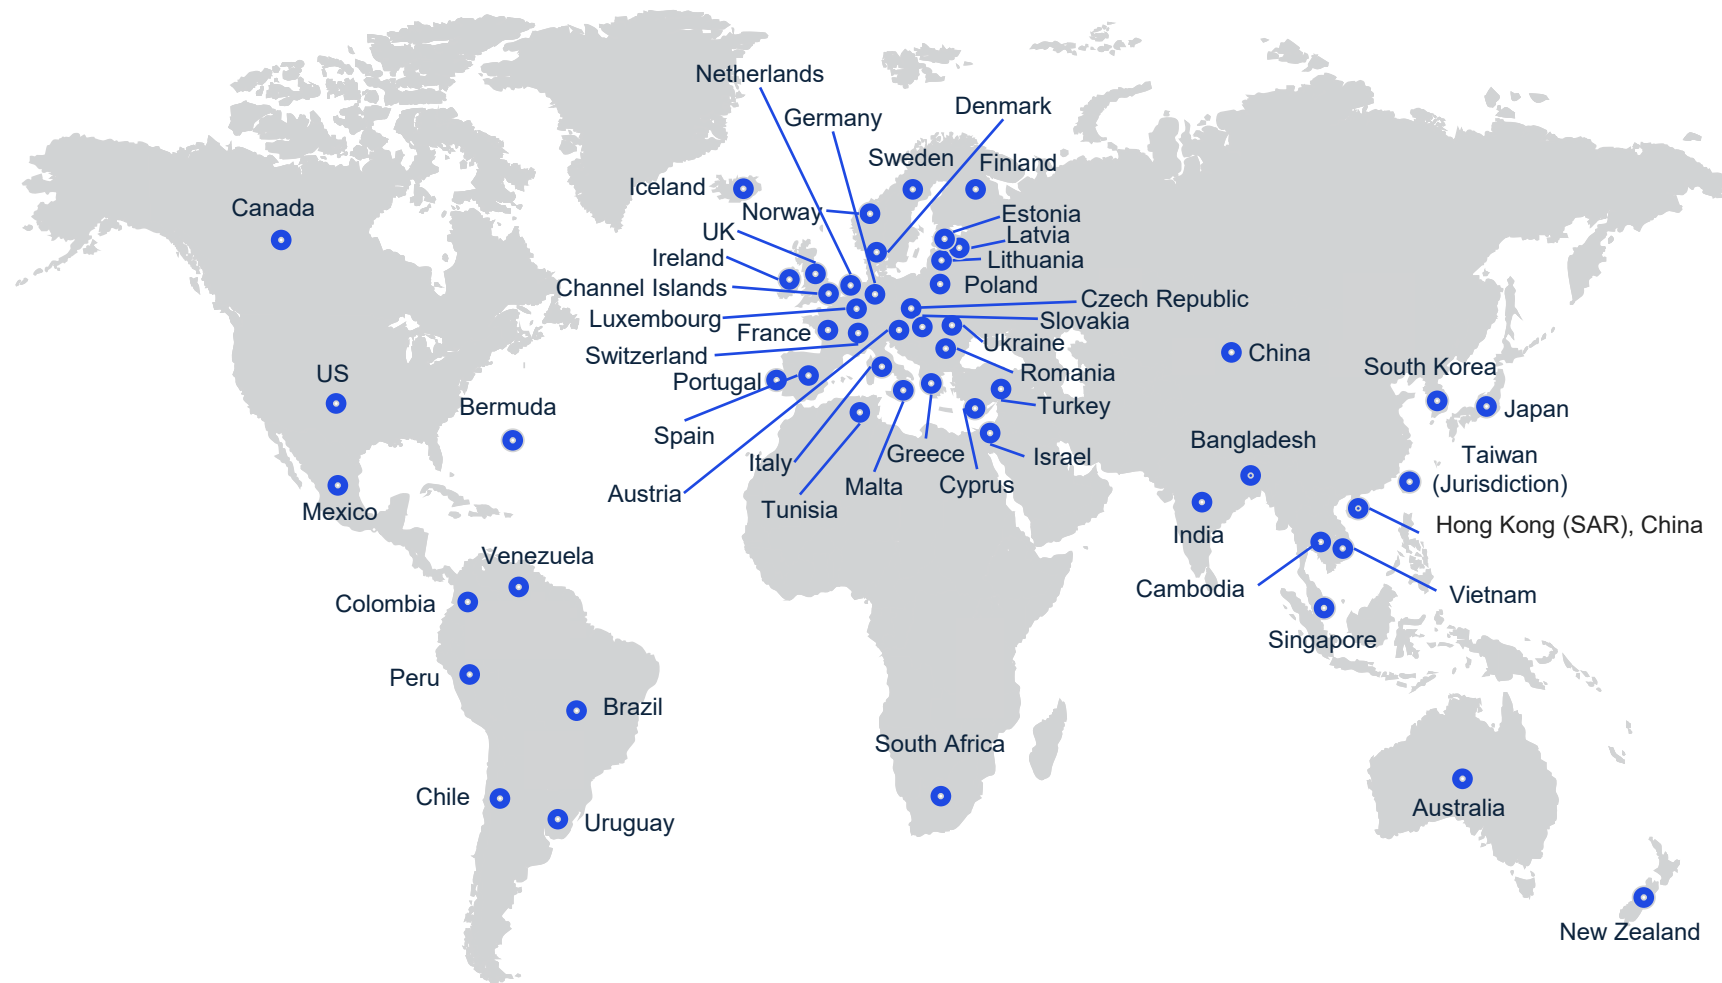 Netherlands
Germany
Denmark
Sweden
Finland
Iceland
Canada
Norway
Estonia
UK
Latvia
Ireland
Lithuania
Channel Islands
Poland
Luxembourg
Czech Republic
France
Slovakia
Switzerland
Ukraine
China
Portugal
Romania
South Korea
US
Bermuda
Turkey
Japan
Spain
Bangladesh
Italy
Greece
Israel
Taiwan
(Jurisdiction)
Austria
Malta
Cyprus
Mexico
Tunisia
India
Hong Kong (SAR), China
Venezuela
Cambodia
Vietnam
Colombia
Singapore
Peru
Brazil
South Africa
Chile
Uruguay
Australia
New Zealand